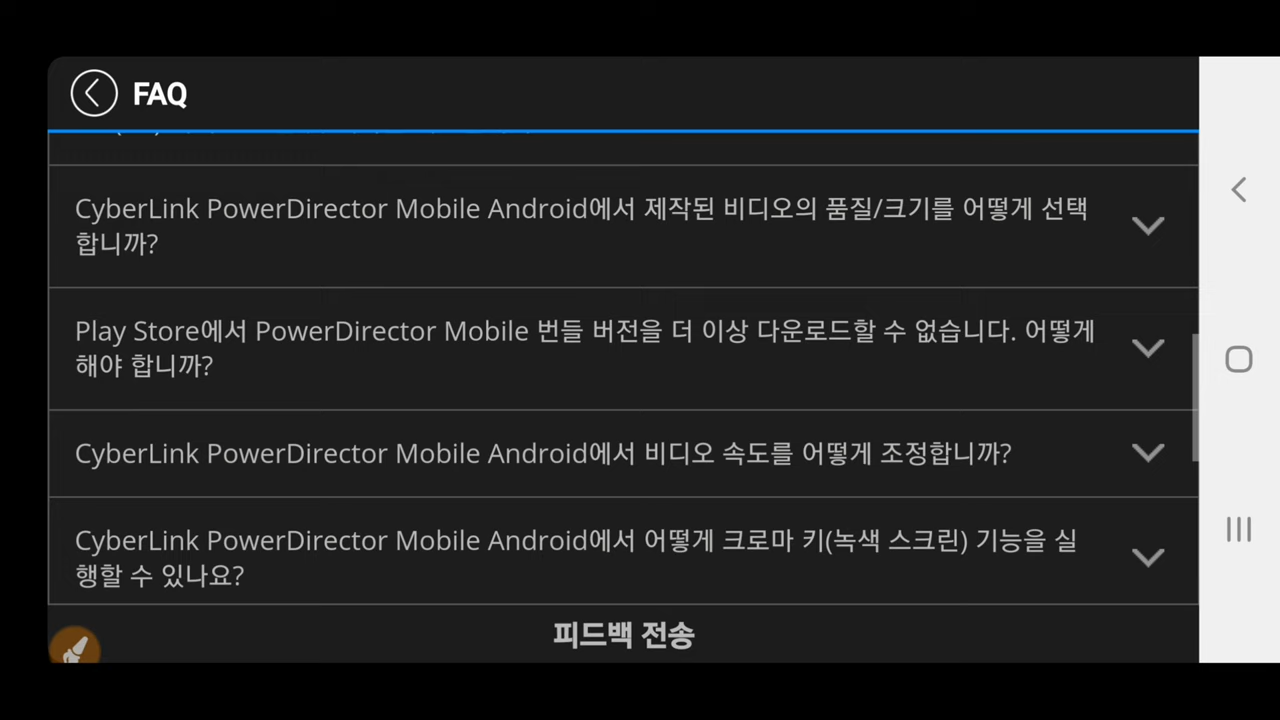 FAQ
CyberLink PowerDirector Mobile Android에서 제작된 비디오의 품질/크기를 어떻게 선택
합니까?
Play Store에서 PowerDirector Mobile 번들 버전을 더 이상 다운로드할 수 없습니다. 어떻게
해야 합니까?
CyberLink PowerDirector Mobile Android에서 비디오 속도를 어떻게 조정합니까?
CyberLink PowerDirector Mobile Android에서 어떻게 크로마 키(녹색 스크린) 기능을 실
행할 수 있나요?
피드백 전송